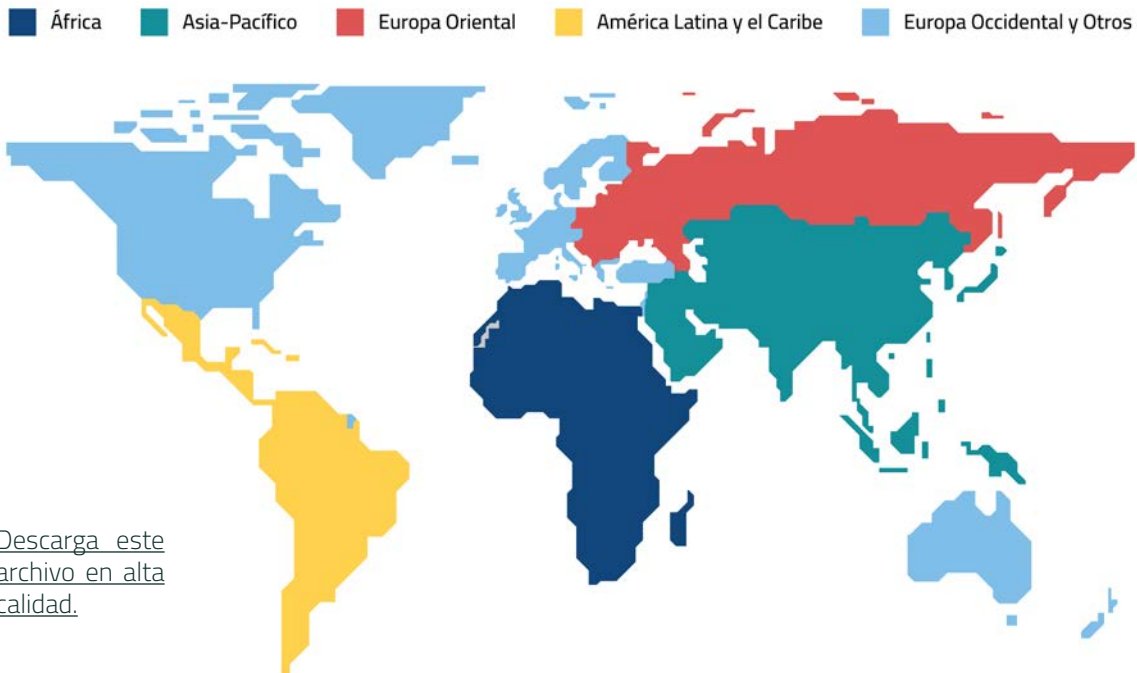 África Asia-Pacífico Europa Oriental América Latina y el Caribe Europa Occidental y Otros
Descarga este
archivo en alta
calidad.